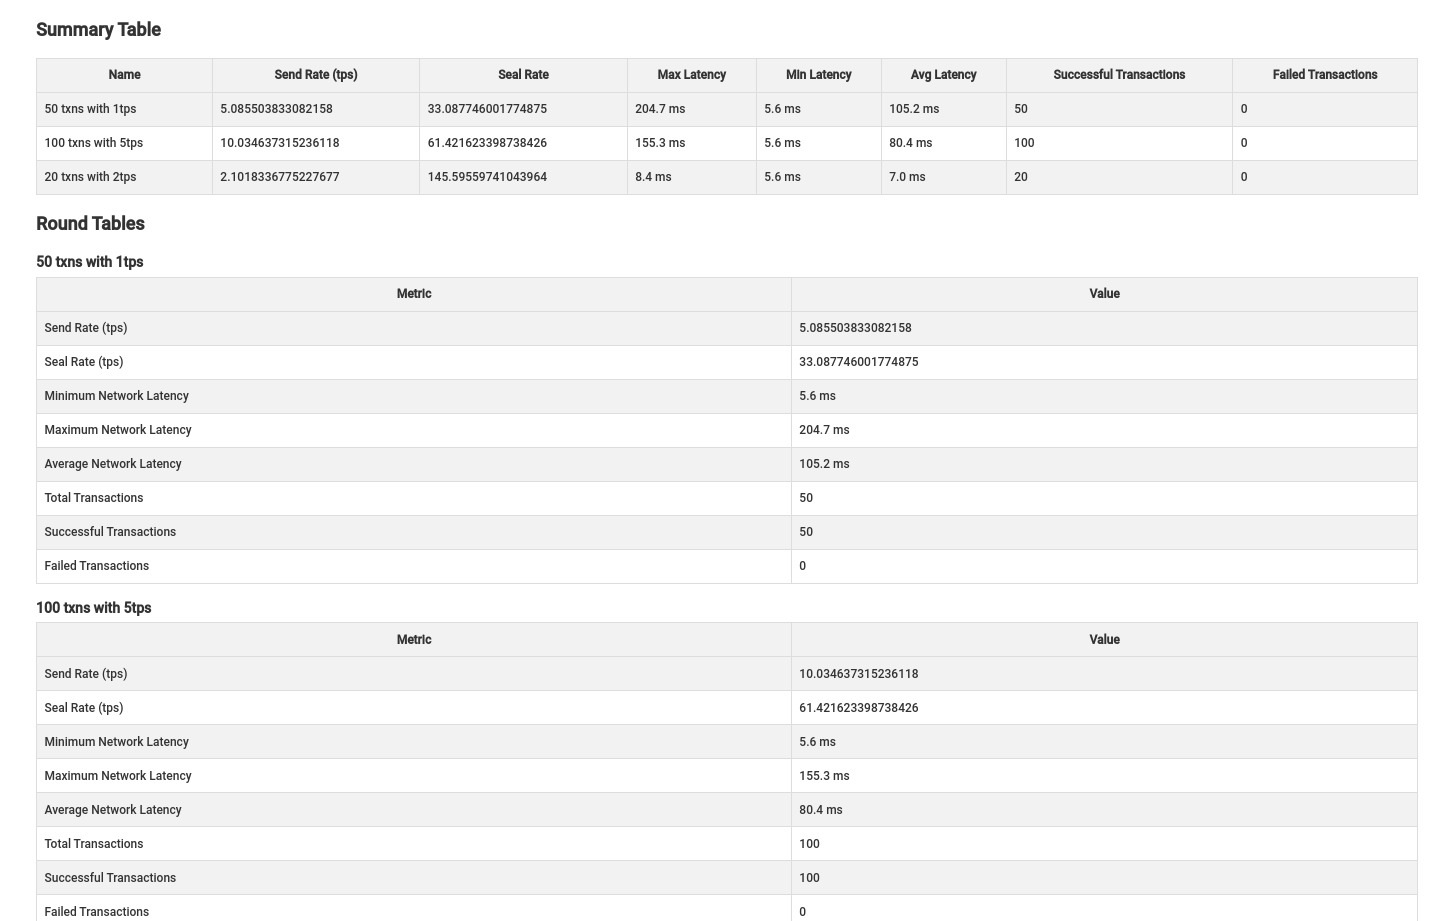 Summary Table
Name Send Rate (tps) Seal Rate Max Latency Min Latency Avg Latency Successful Transactions Failed Transactions
50 txns with 1tps 5.085503833082158 33.087746001774875 204.7 ms 5.6 ms 105.2 ms 50 0
100 txns with 5tps 10.034637315236118 61.421623398738426 155.3 ms 5.6 ms 80.4 ms 100 0
20 txns with 2tps 2.1018336775227677 145.59559741043964 8.4 ms 5.6 ms 7.0 ms 20 0
Round Tables
50 txns with 1tps
Metric Value
Send Rate (tps) 5.085503833082158
Seal Rate (tps) 33.087746001774875
Minimum Network Latency 5.6 ms
Maximum Network Latency 204.7 ms
Average Network Latency 105.2 ms
Total Transactions 50
Successful Transactions 50
Failed Transactions 0
100 txns with 5tps
Metric Value
Send Rate (tps) 10.034637315236118
Seal Rate (tps) 61.421623398738426
Minimum Network Latency 5.6 ms
Maximum Network Latency 155.3 ms
Average Network Latency 80.4 ms
Total Transactions 100
Successful Transactions 100
Failed Transactions 0